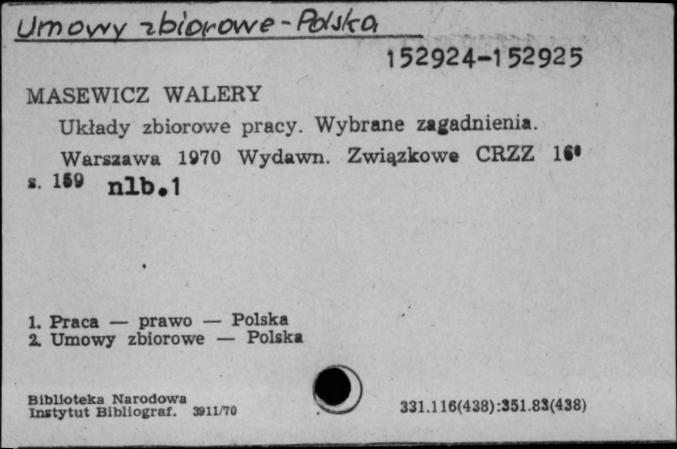 Umowy zbiorowe - Polska
152924-152925
MASEWICZ WALERY
Układy zbiorowe pracy. Wybrane zagadnienia.
Warszawa 1970 Wydawn. Związkowe CRZZ 16°
s. 159 nlb.1
1. Praca — prawo — Polska
2. Umowy zbiorowe — Polska
Biblioteka Narodowa
Instytut Bibliograf. 3911/70
331.116(438):351.83(438)